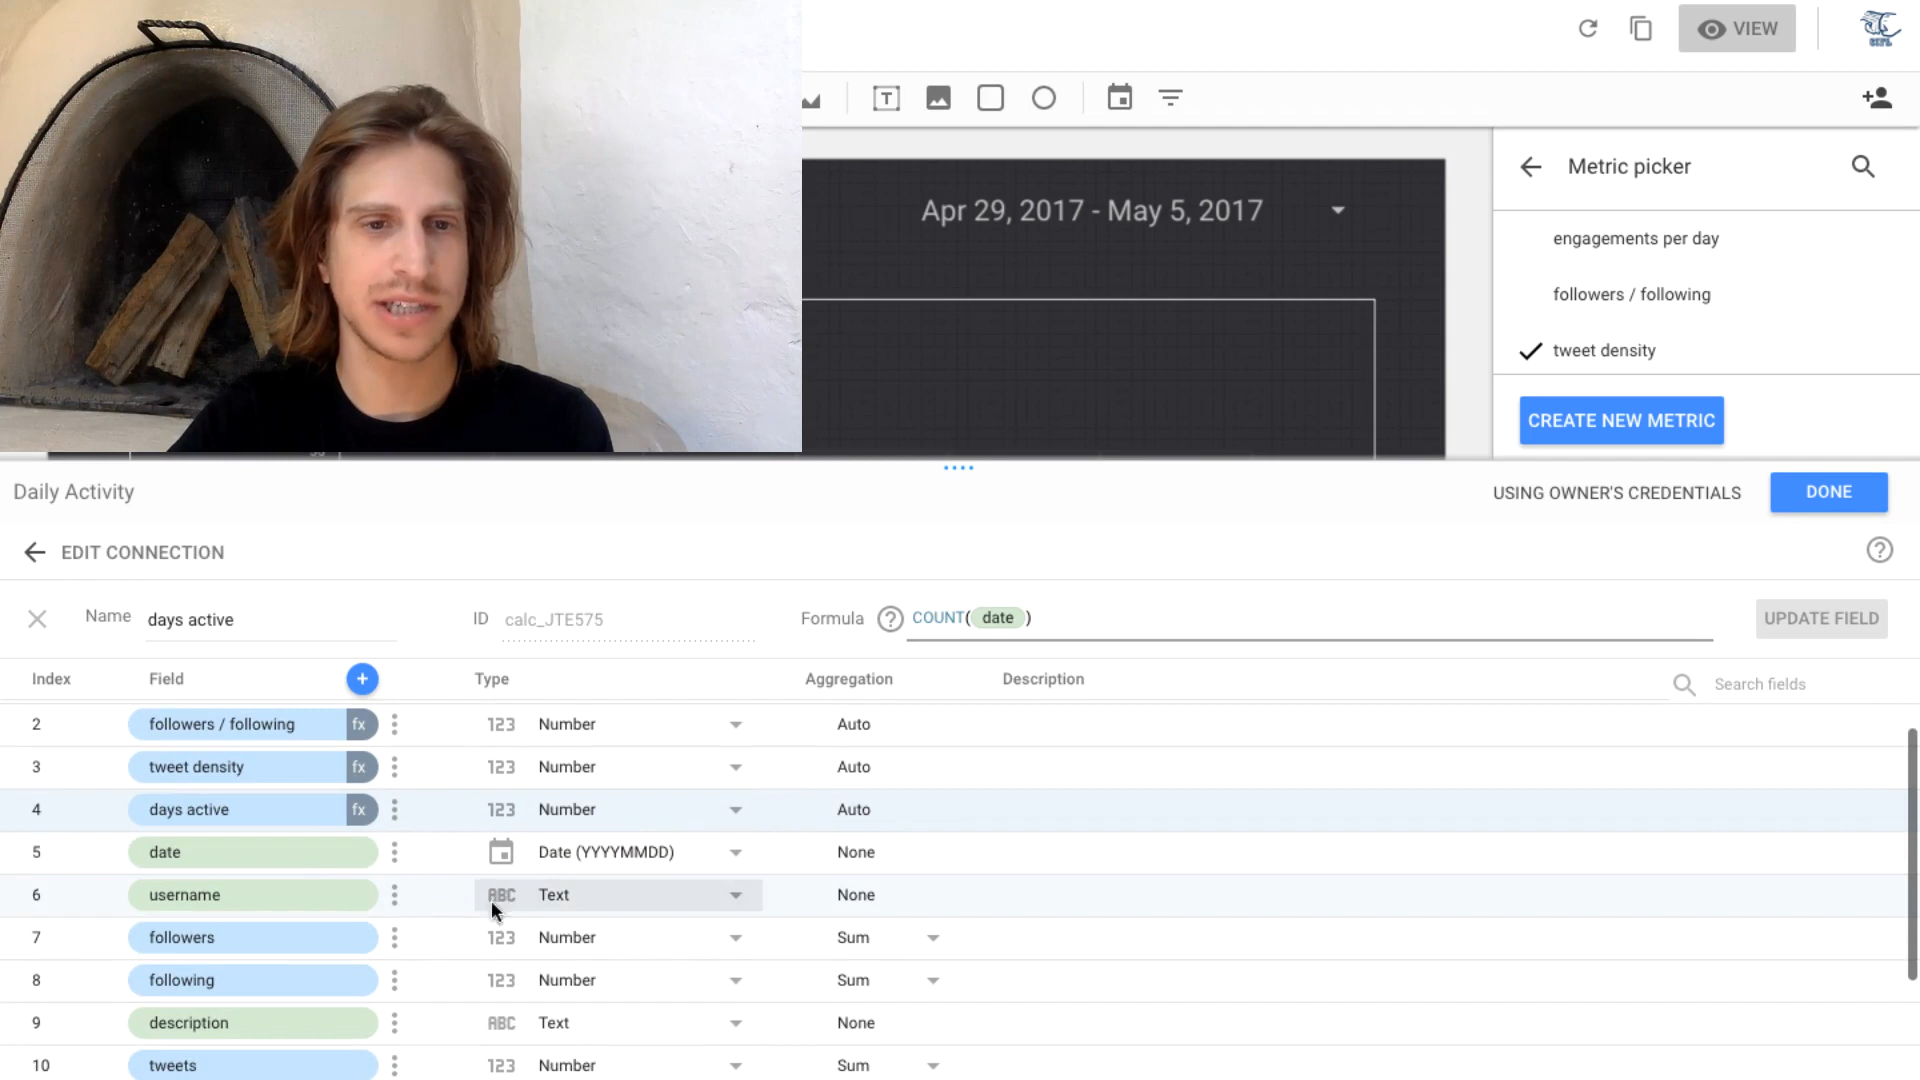 VIEW
T
Apr 29, 2017 - May 5, 2017
Metric picker
engagements per day
followers / following
tweet density
CREATE NEW METRIC
Daily Activity
USING OWNER'S CREDENTIALS
DONE
EDIT CONNECTION
?
Name
days active
ID
calc_JTE575
Formula
?
COUNT( date )
UPDATE FIELD
Index Field + Type Aggregation Description Search fields
2 followers / following fx 123 Number Auto
3 tweet density fx 123 Number Auto
4 days active fx 123 Number Auto
5 date Date (YYYYMMDD) None
6 username ABC Text None
7 followers 123 Number Sum
8 following 123 Number Sum
9 description ABC Text None
10 tweets 123 Number Sum